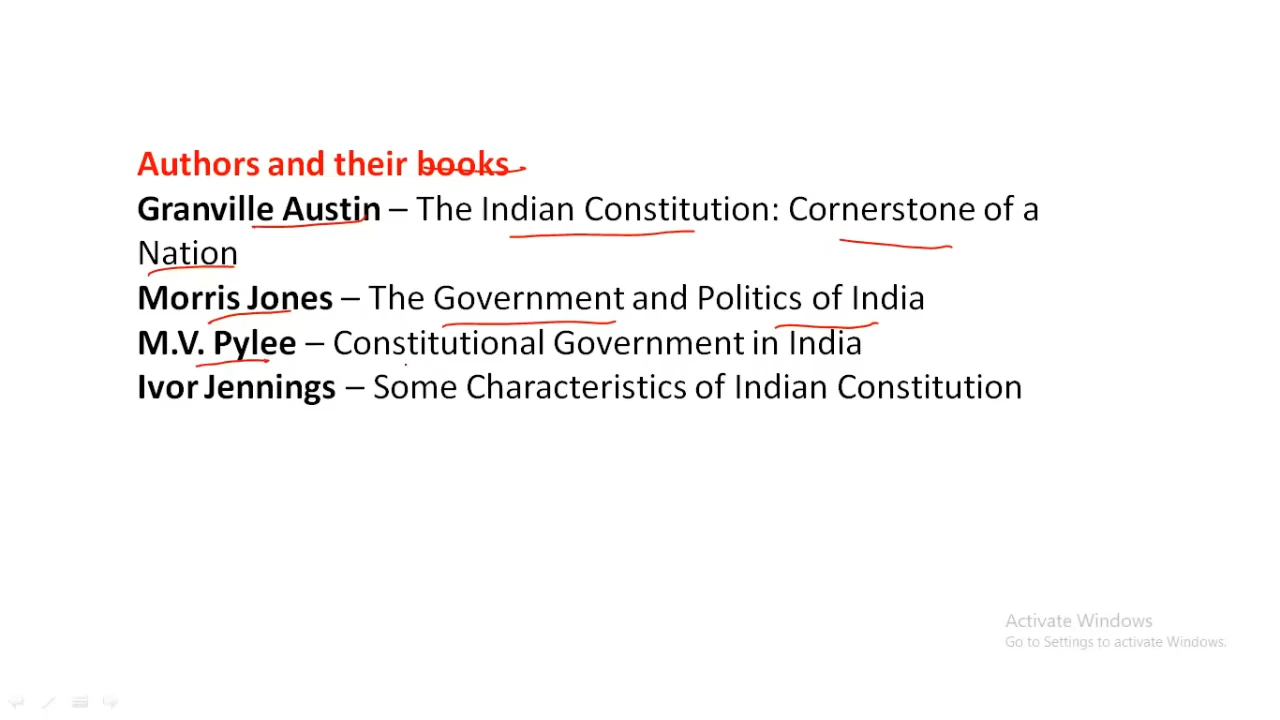 Authors and their books
Granville Austin – The Indian Constitution: Cornerstone of a
Nation
Morris Jones – The Government and Politics of India
M.V. Pylee – Constitutional Government in India
Ivor Jennings – Some Characteristics of Indian Constitution
Activate Windows
Go to Settings to activate Windows.